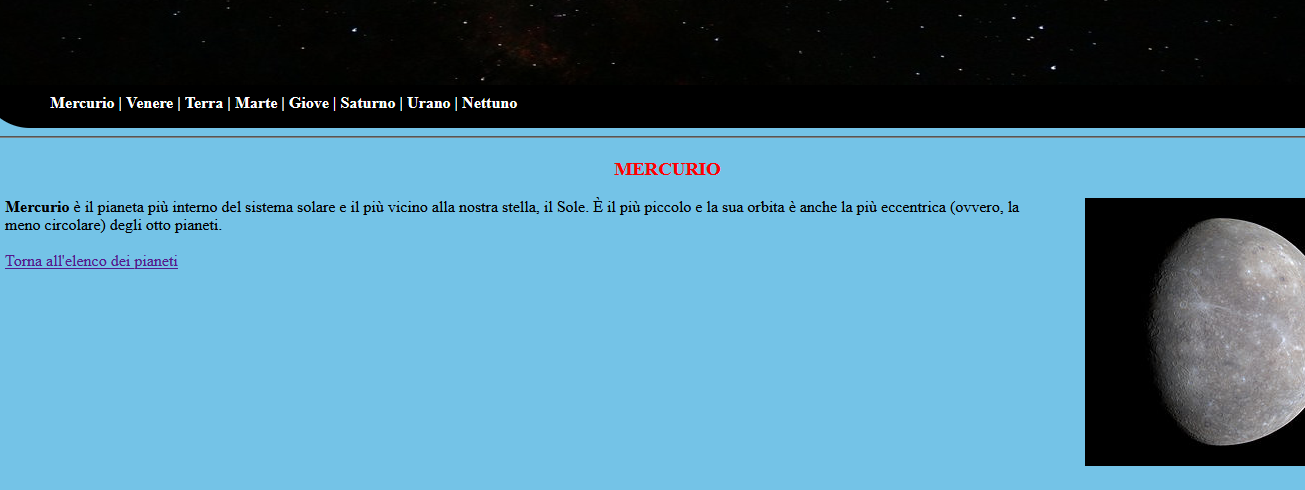 Mercurio | Venere | Terra | Marte | Giove | Saturno | Urano | Nettuno
MERCURIO
Mercurio è il pianeta più interno del sistema solare e il più vicino alla nostra stella, il Sole. È il più piccolo e la sua orbita è anche la più eccentrica (ovvero, la
meno circolare) degli otto pianeti.
Torna all'elenco dei pianeti